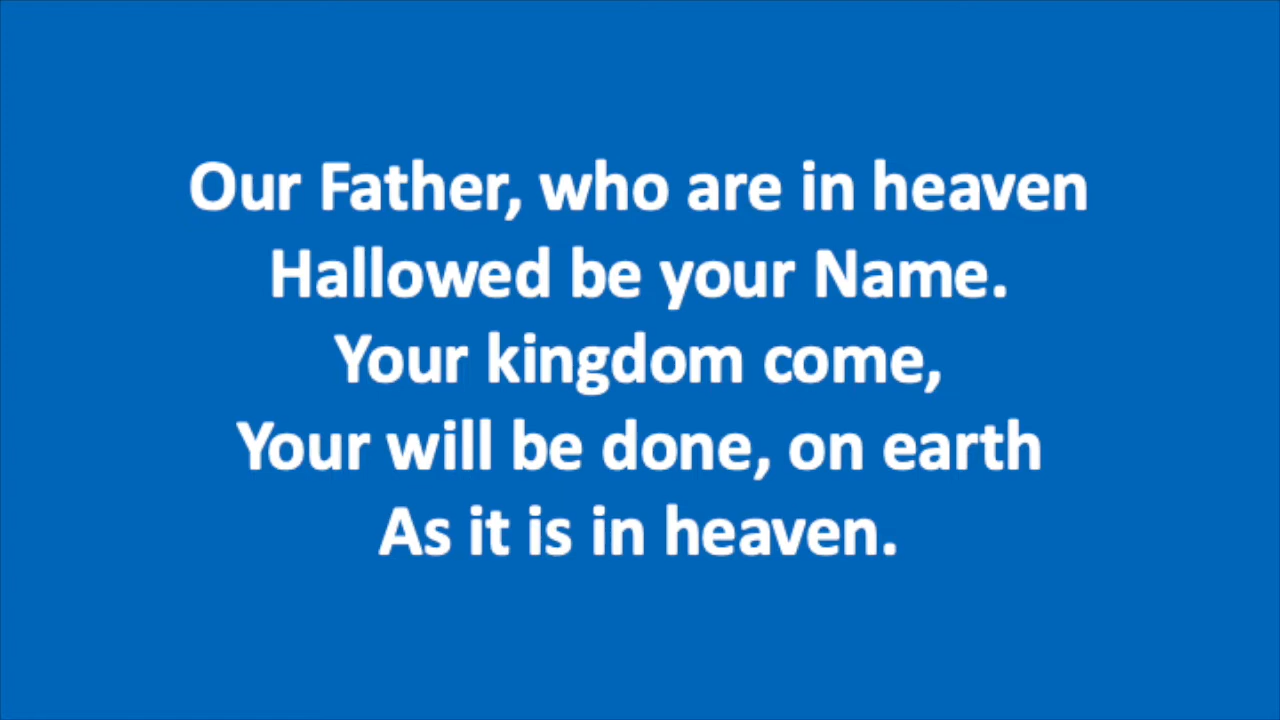 Our Father, who are in heaven
Hallowed be your Name.
Your kingdom come,
Your will be done, on earth
As it is in heaven.